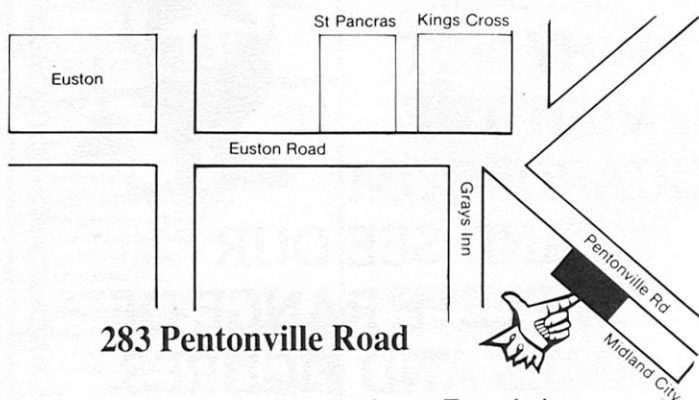 St Pancras
Kings Cross
Euston
Euston Road
Grays Inn
Pentonville Rd
Midland City
283 Pentonville Road